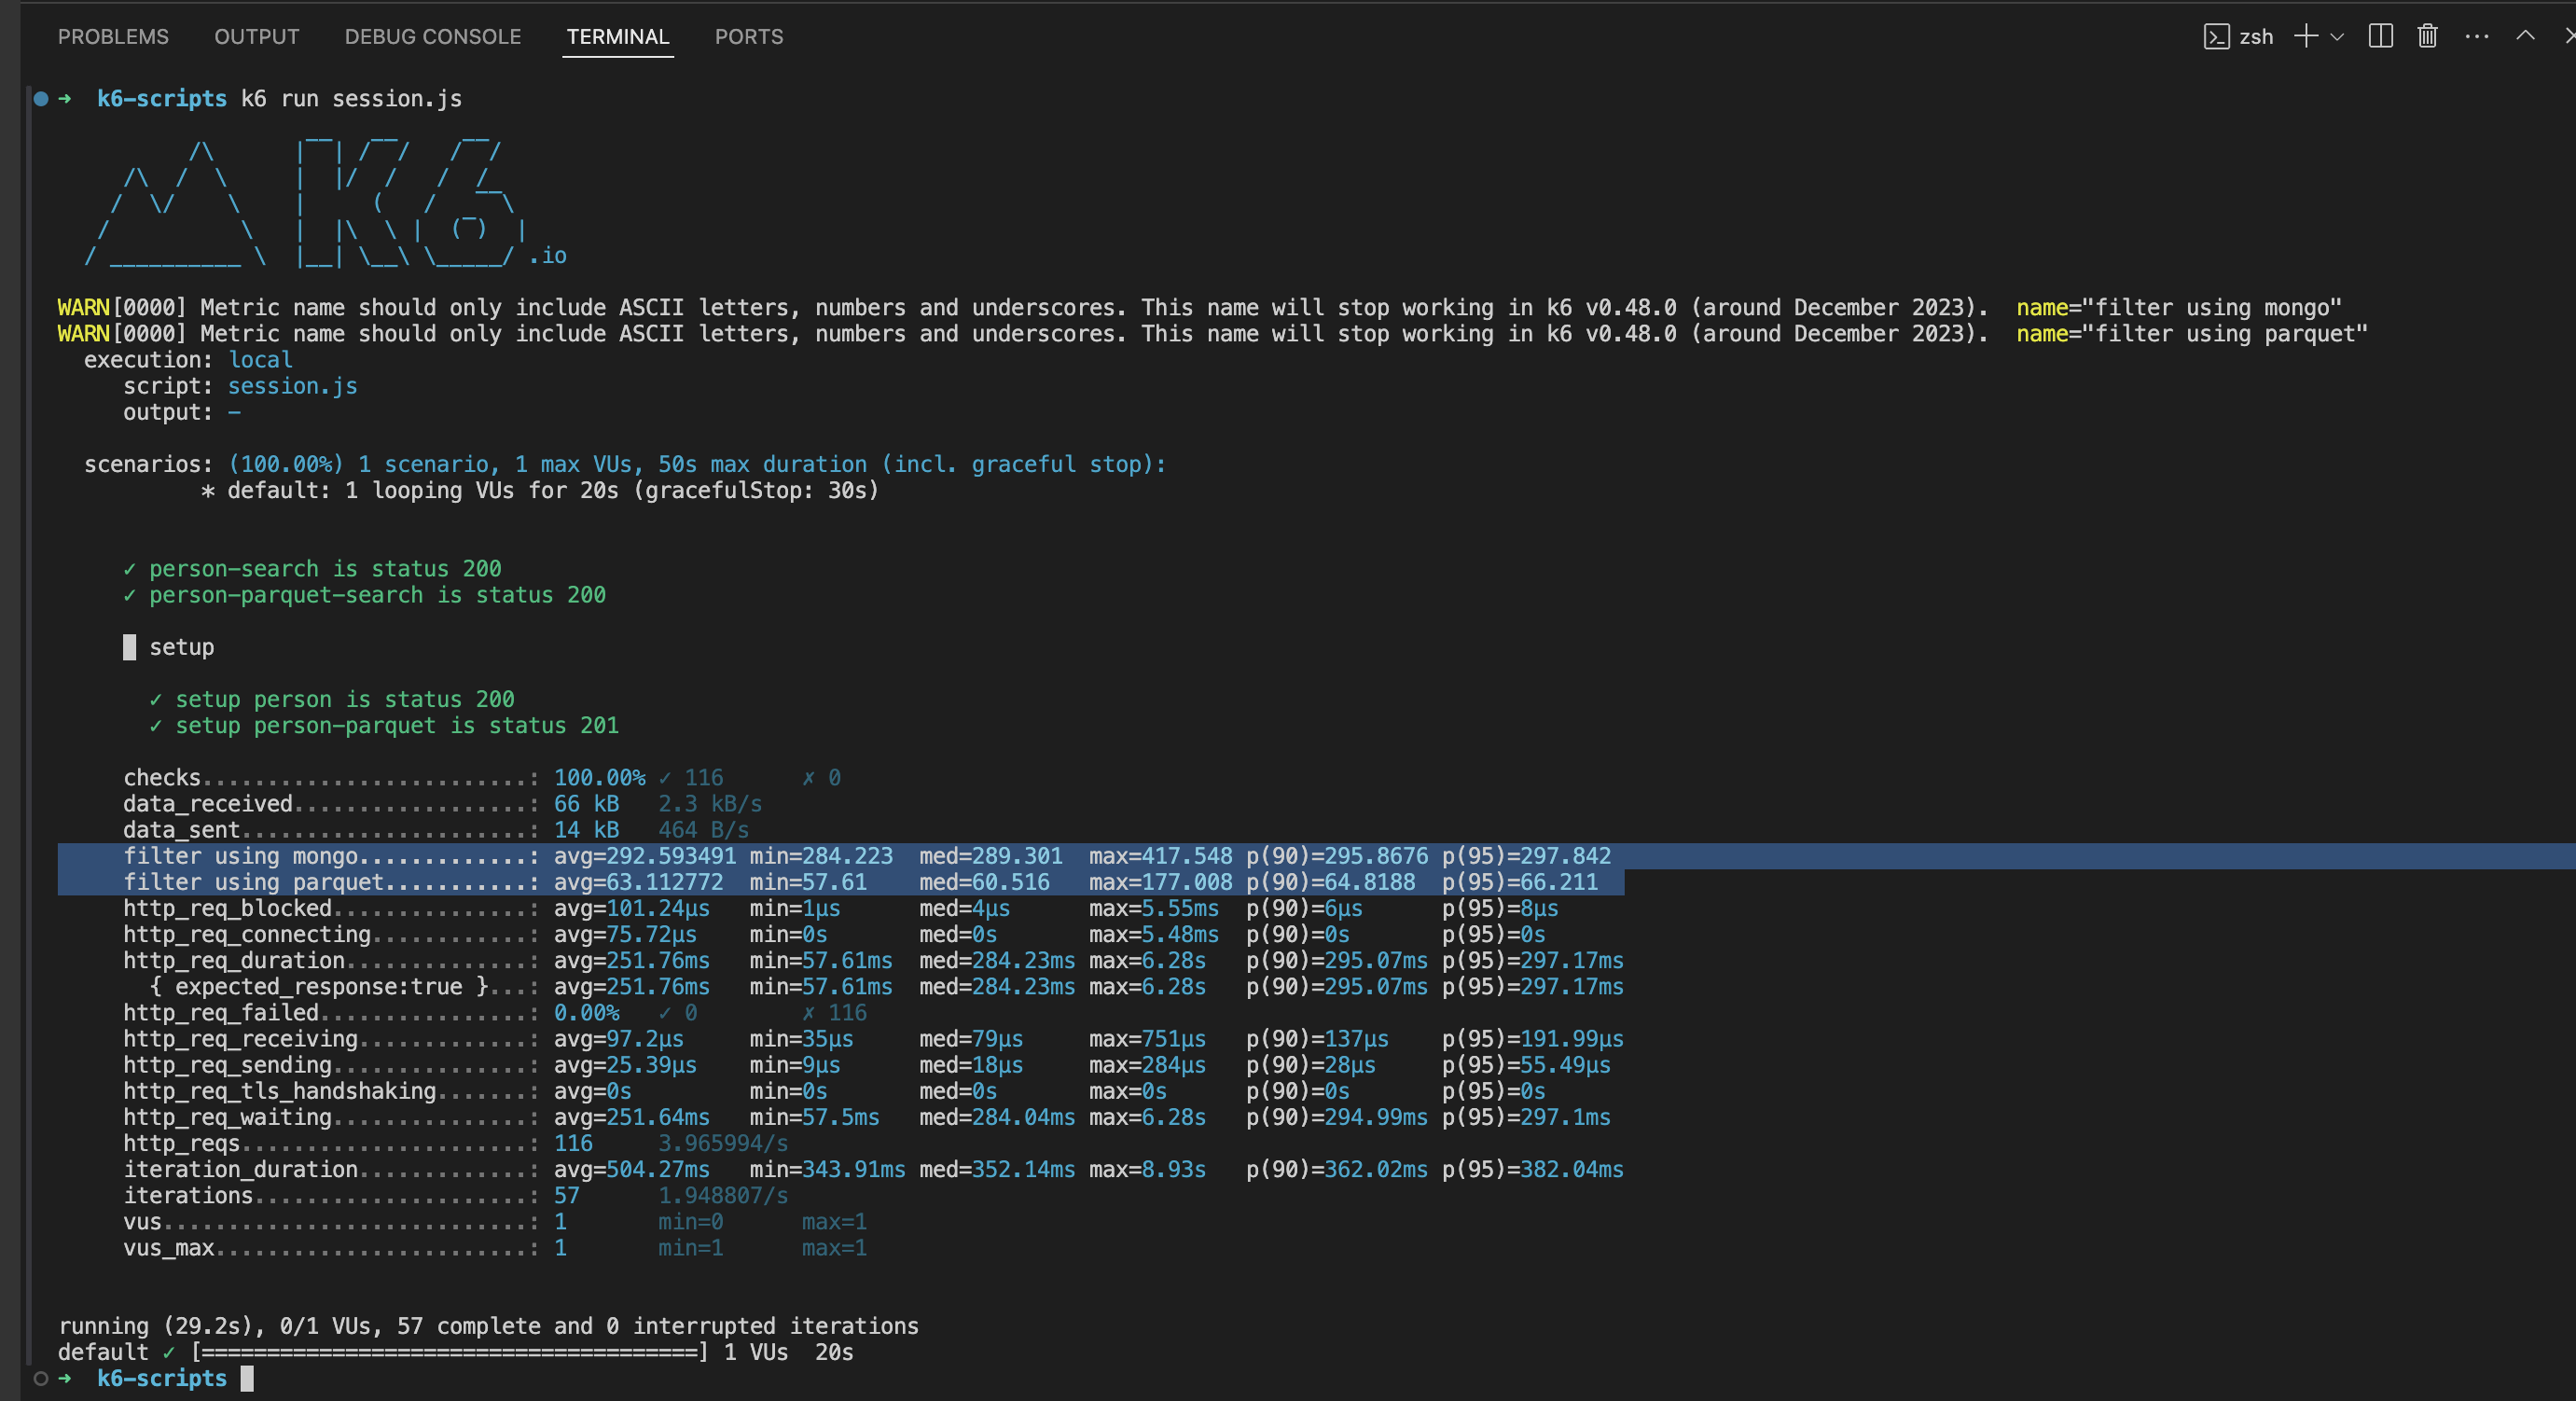 PROBLEMS OUTPUT DEBUG CONSOLE TERMINAL PORTS zsh
➜ k6-scripts k6 run session.js
          /\      |‾‾| /‾‾/   /‾‾/
     /\  /  \     |  |/  /   /  /
    /  \/    \    |     (   /   ‾‾\
   /          \   |  |\  \ |  (‾)  |
  / __________ \  |__| \__\ \_____/ .io
WARN[0000] Metric name should only include ASCII letters, numbers and underscores. This name will stop working in k6 v0.48.0 (around December 2023).  name="filter using mongo"
WARN[0000] Metric name should only include ASCII letters, numbers and underscores. This name will stop working in k6 v0.48.0 (around December 2023).  name="filter using parquet"
execution: local
script: session.js
output: -
scenarios: (100.00%) 1 scenario, 1 max VUs, 50s max duration (incl. graceful stop):
* default: 1 looping VUs for 20s (gracefulStop: 30s)
✓ person-search is status 200
✓ person-parquet-search is status 200
█ setup
✓ setup person is status 200
✓ setup person-parquet is status 201
checks.........................: 100.00% ✓ 116 ✗ 0
data_received..................: 66 kB 2.3 kB/s
data_sent......................: 14 kB 464 B/s
filter using mongo.............: avg=292.593491 min=284.223 med=289.301 max=417.548 p(90)=295.8676 p(95)=297.842
filter using parquet...........: avg=63.112772 min=57.61 med=60.516 max=177.008 p(90)=64.8188 p(95)=66.211
http_req_blocked...............: avg=101.24µs min=1µs med=4µs max=5.55ms p(90)=6µs p(95)=8µs
http_req_connecting............: avg=75.72µs min=0s med=0s max=5.48ms p(90)=0s p(95)=0s
http_req_duration..............: avg=251.76ms min=57.61ms med=284.23ms max=6.28s p(90)=295.07ms p(95)=297.17ms
{ expected_response:true }...: avg=251.76ms min=57.61ms med=284.23ms max=6.28s p(90)=295.07ms p(95)=297.17ms
http_req_failed................: 0.00% ✓ 0 ✗ 116
http_req_receiving.............: avg=97.2µs min=35µs med=79µs max=751µs p(90)=137µs p(95)=191.99µs
http_req_sending...............: avg=25.39µs min=9µs med=18µs max=284µs p(90)=28µs p(95)=55.49µs
http_req_tls_handshaking.......: avg=0s min=0s med=0s max=0s p(90)=0s p(95)=0s
http_req_waiting...............: avg=251.64ms min=57.5ms med=284.04ms max=6.28s p(90)=294.99ms p(95)=297.1ms
http_reqs......................: 116 3.965994/s
iteration_duration.............: avg=504.27ms min=343.91ms med=352.14ms max=8.93s p(90)=362.02ms p(95)=382.04ms
iterations.....................: 57 1.948807/s
vus............................: 1 min=0 max=1
vus_max........................: 1 min=1 max=1
running (29.2s), 0/1 VUs, 57 complete and 0 interrupted iterations
default ✓ [======================================] 1 VUs  20s
➜ k6-scripts